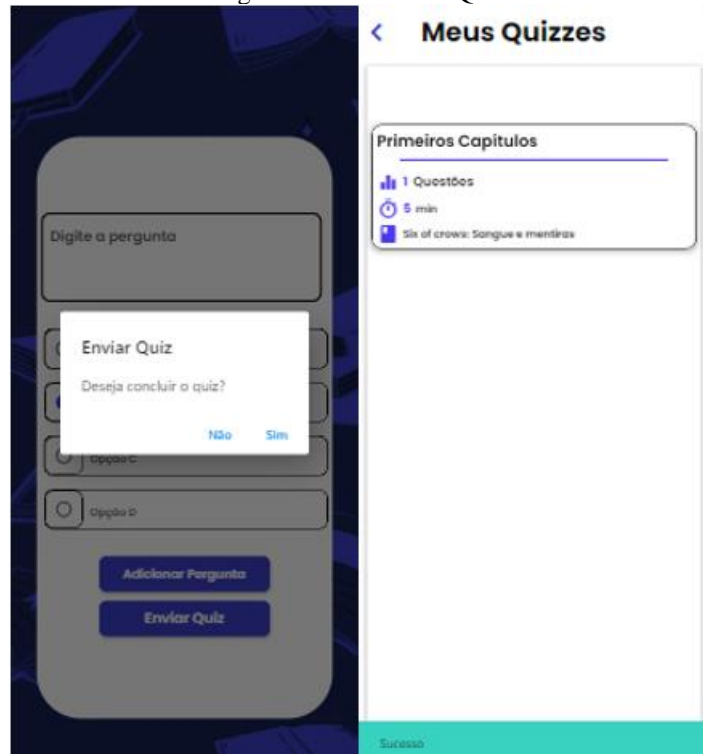 Digite a pergunta
Enviar Quiz
Deseja concluir o quiz?
Não Sim
Opção C
Opção D
Adicionar Pergunta
Enviar Quiz
Meus Quizzes
Primeiros Capítulos
1 Questões
5 min
Six of crows: Sangue e mentiras
Sucesso